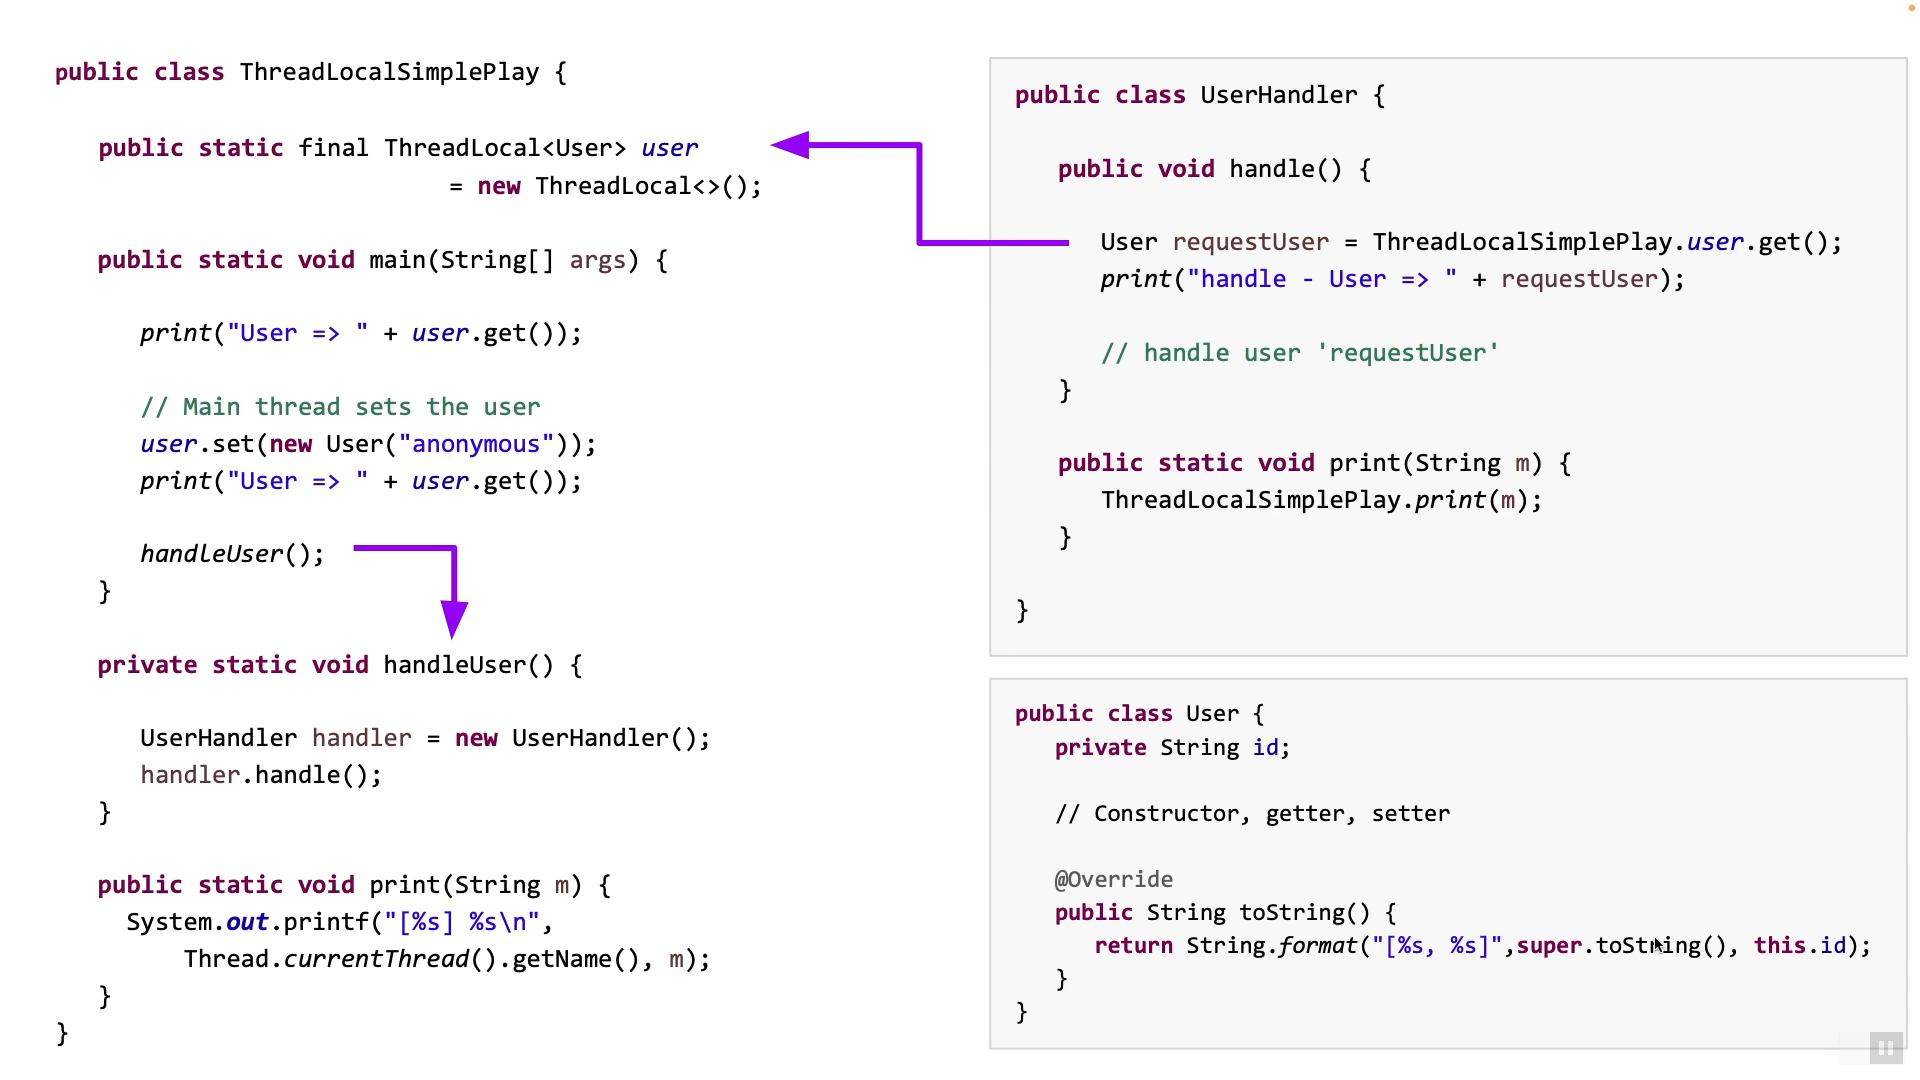 public class ThreadLocalSimplePlay {
public static final ThreadLocal<User> user
= new ThreadLocal<>();
public static void main(String[] args) {
print("User => " + user.get());
// Main thread sets the user
user.set(new User("anonymous"));
print("User => " + user.get());
handleUser();
}
private static void handleUser() {
UserHandler handler = new UserHandler();
handler.handle();
}
public static void print(String m) {
System.out.printf("[%s] %s\n",
Thread.currentThread().getName(), m);
}
}
public class UserHandler {
public void handle() {
User requestUser = ThreadLocalSimplePlay.user.get();
print("handle - User => " + requestUser);
// handle user 'requestUser'
}
public static void print(String m) {
ThreadLocalSimplePlay.print(m);
}
}
public class User {
private String id;
// Constructor, getter, setter
@Override
public String toString() {
return String.format("[%s, %s]",super.toString(), this.id);
}
}